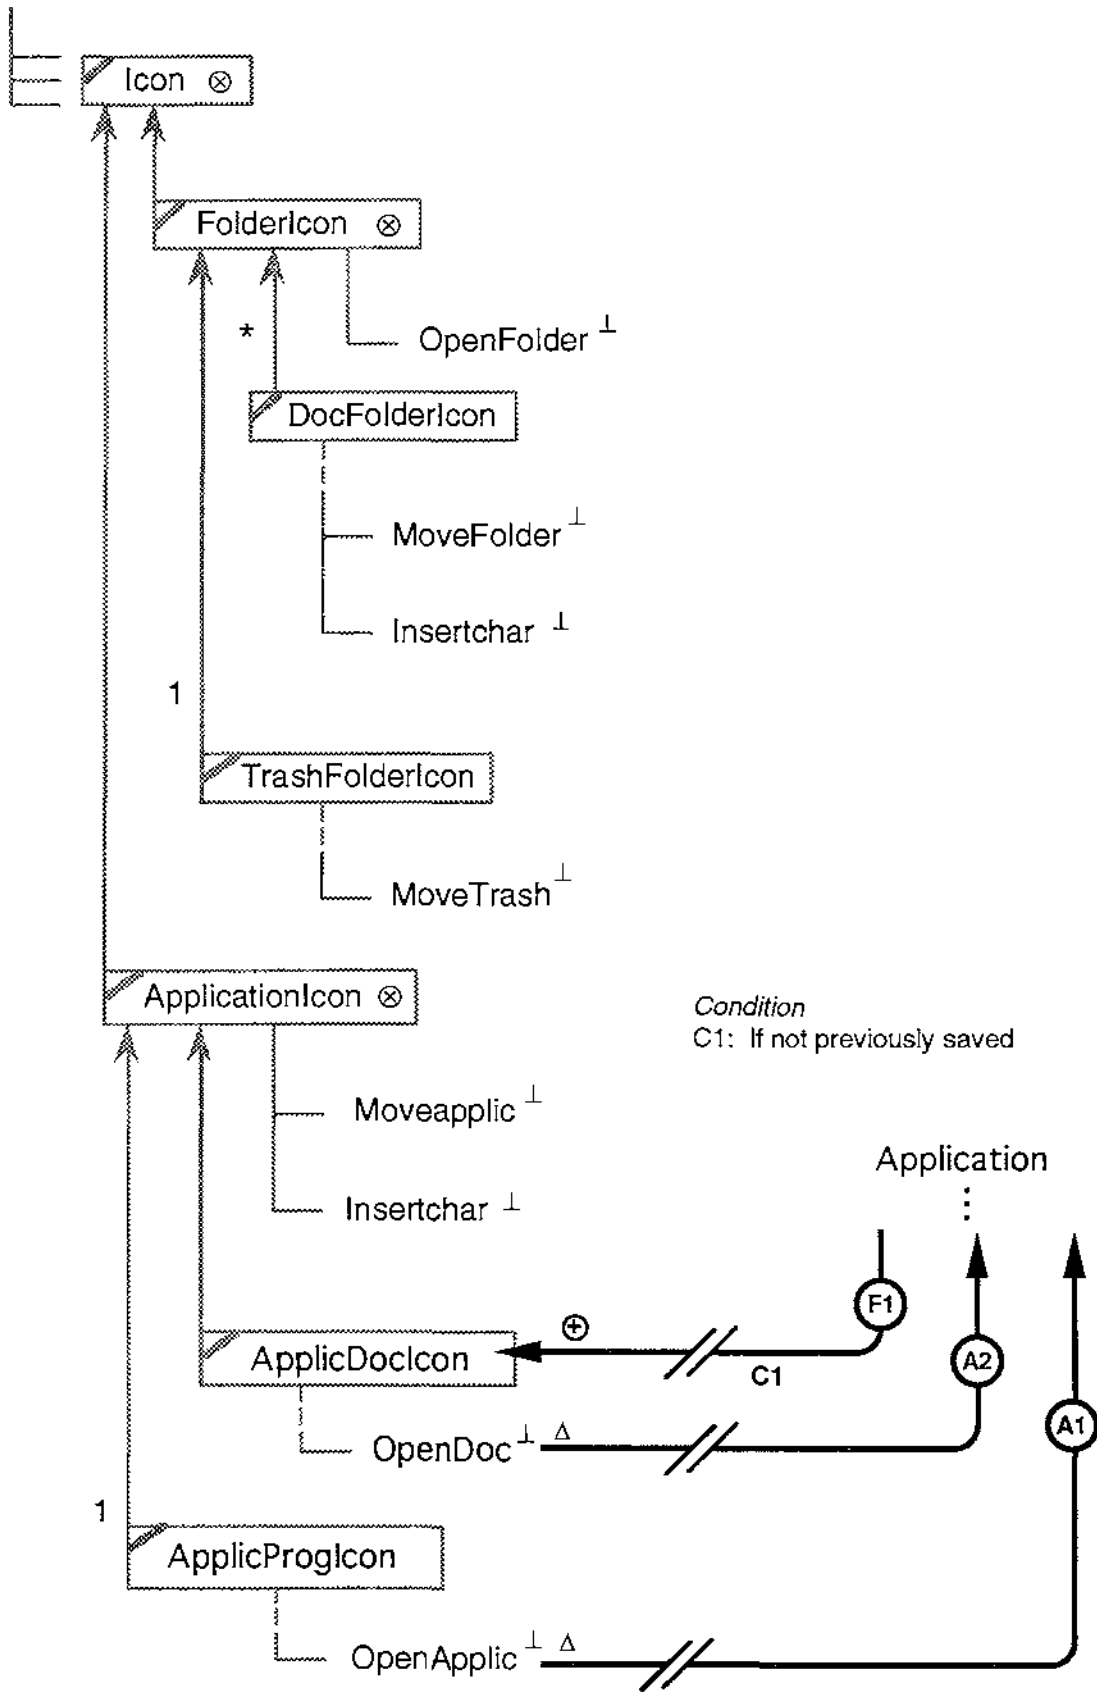 Icon ⊗
FolderIcon ⊗
OpenFolder ⊥
*
DocFolderIcon
MoveFolder ⊥
Insertchar ⊥
1
TrashFolderIcon
MoveTrash ⊥
ApplicationIcon ⊗
Condition
C1: If not previously saved
Moveapplic ⊥
Application
Insertchar ⊥
F1
⊕
ApplicDocIcon
C1
A2
OpenDoc ⊥ Δ
A1
1
ApplicProgIcon
OpenApplic ⊥ Δ